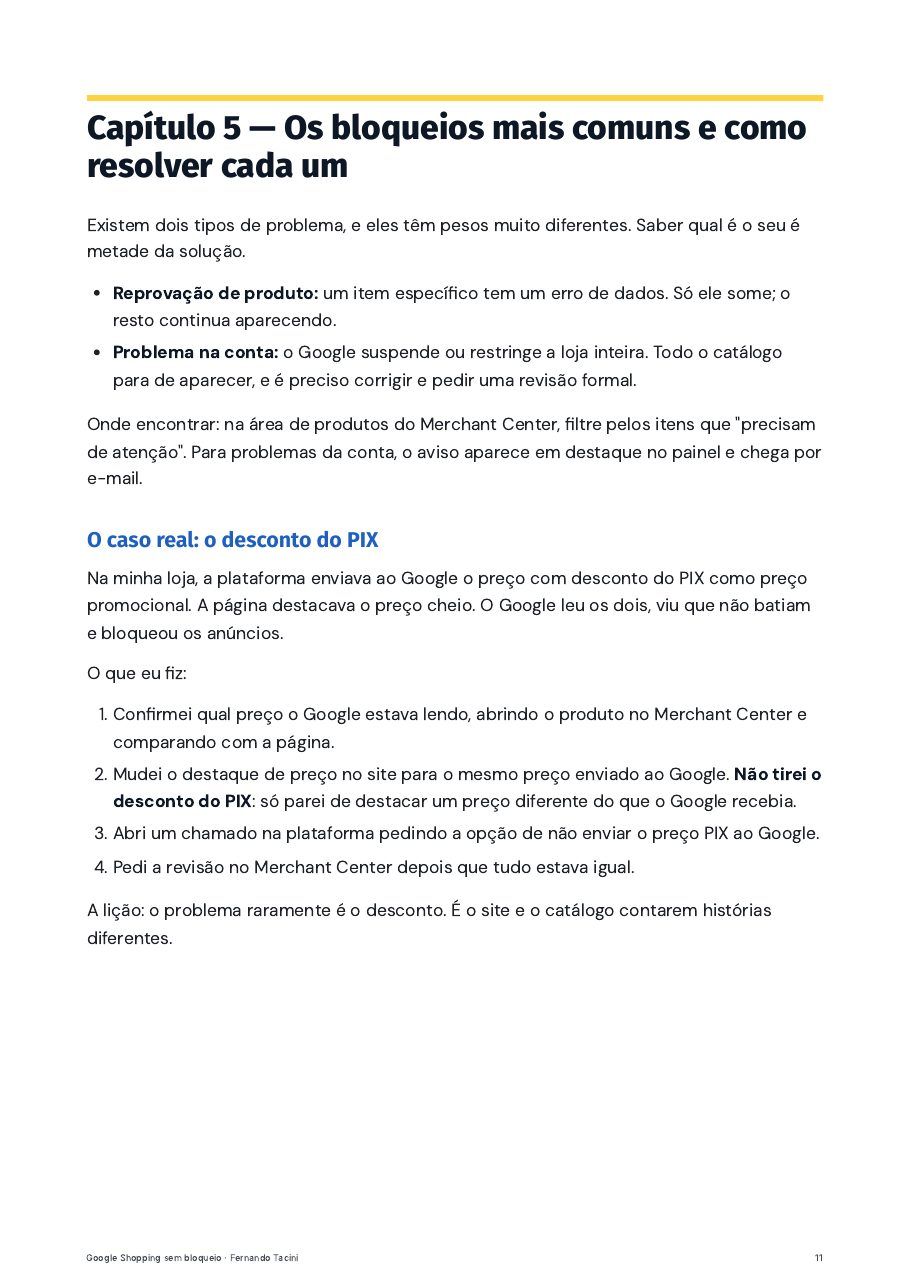 Capítulo 5 — Os bloqueios mais comuns e como
resolver cada um
Existem dois tipos de problema, e eles têm pesos muito diferentes. Saber qual é o seu é
metade da solução.
• Reprovação de produto: um item específico tem um erro de dados. Só ele some; o
resto continua aparecendo.
• Problema na conta: o Google suspende ou restringe a loja inteira. Todo o catálogo
para de aparecer, e é preciso corrigir e pedir uma revisão formal.
Onde encontrar: na área de produtos do Merchant Center, filtre pelos itens que "precisam
de atenção". Para problemas da conta, o aviso aparece em destaque no painel e chega por
e-mail.
O caso real: o desconto do PIX
Na minha loja, a plataforma enviava ao Google o preço com desconto do PIX como preço
promocional. A página destacava o preço cheio. O Google leu os dois, viu que não batiam
e bloqueou os anúncios.
O que eu fiz:
1. Confirmei qual preço o Google estava lendo, abrindo o produto no Merchant Center e
comparando com a página.
2. Mudei o destaque de preço no site para o mesmo preço enviado ao Google. Não tirei o
desconto do PIX: só parei de destacar um preço diferente do que o Google recebia.
3. Abri um chamado na plataforma pedindo a opção de não enviar o preço PIX ao Google.
4. Pedi a revisão no Merchant Center depois que tudo estava igual.
A lição: o problema raramente é o desconto. É o site e o catálogo contarem histórias
diferentes.
Google Shopping sem bloqueio · Fernando Tacini
11